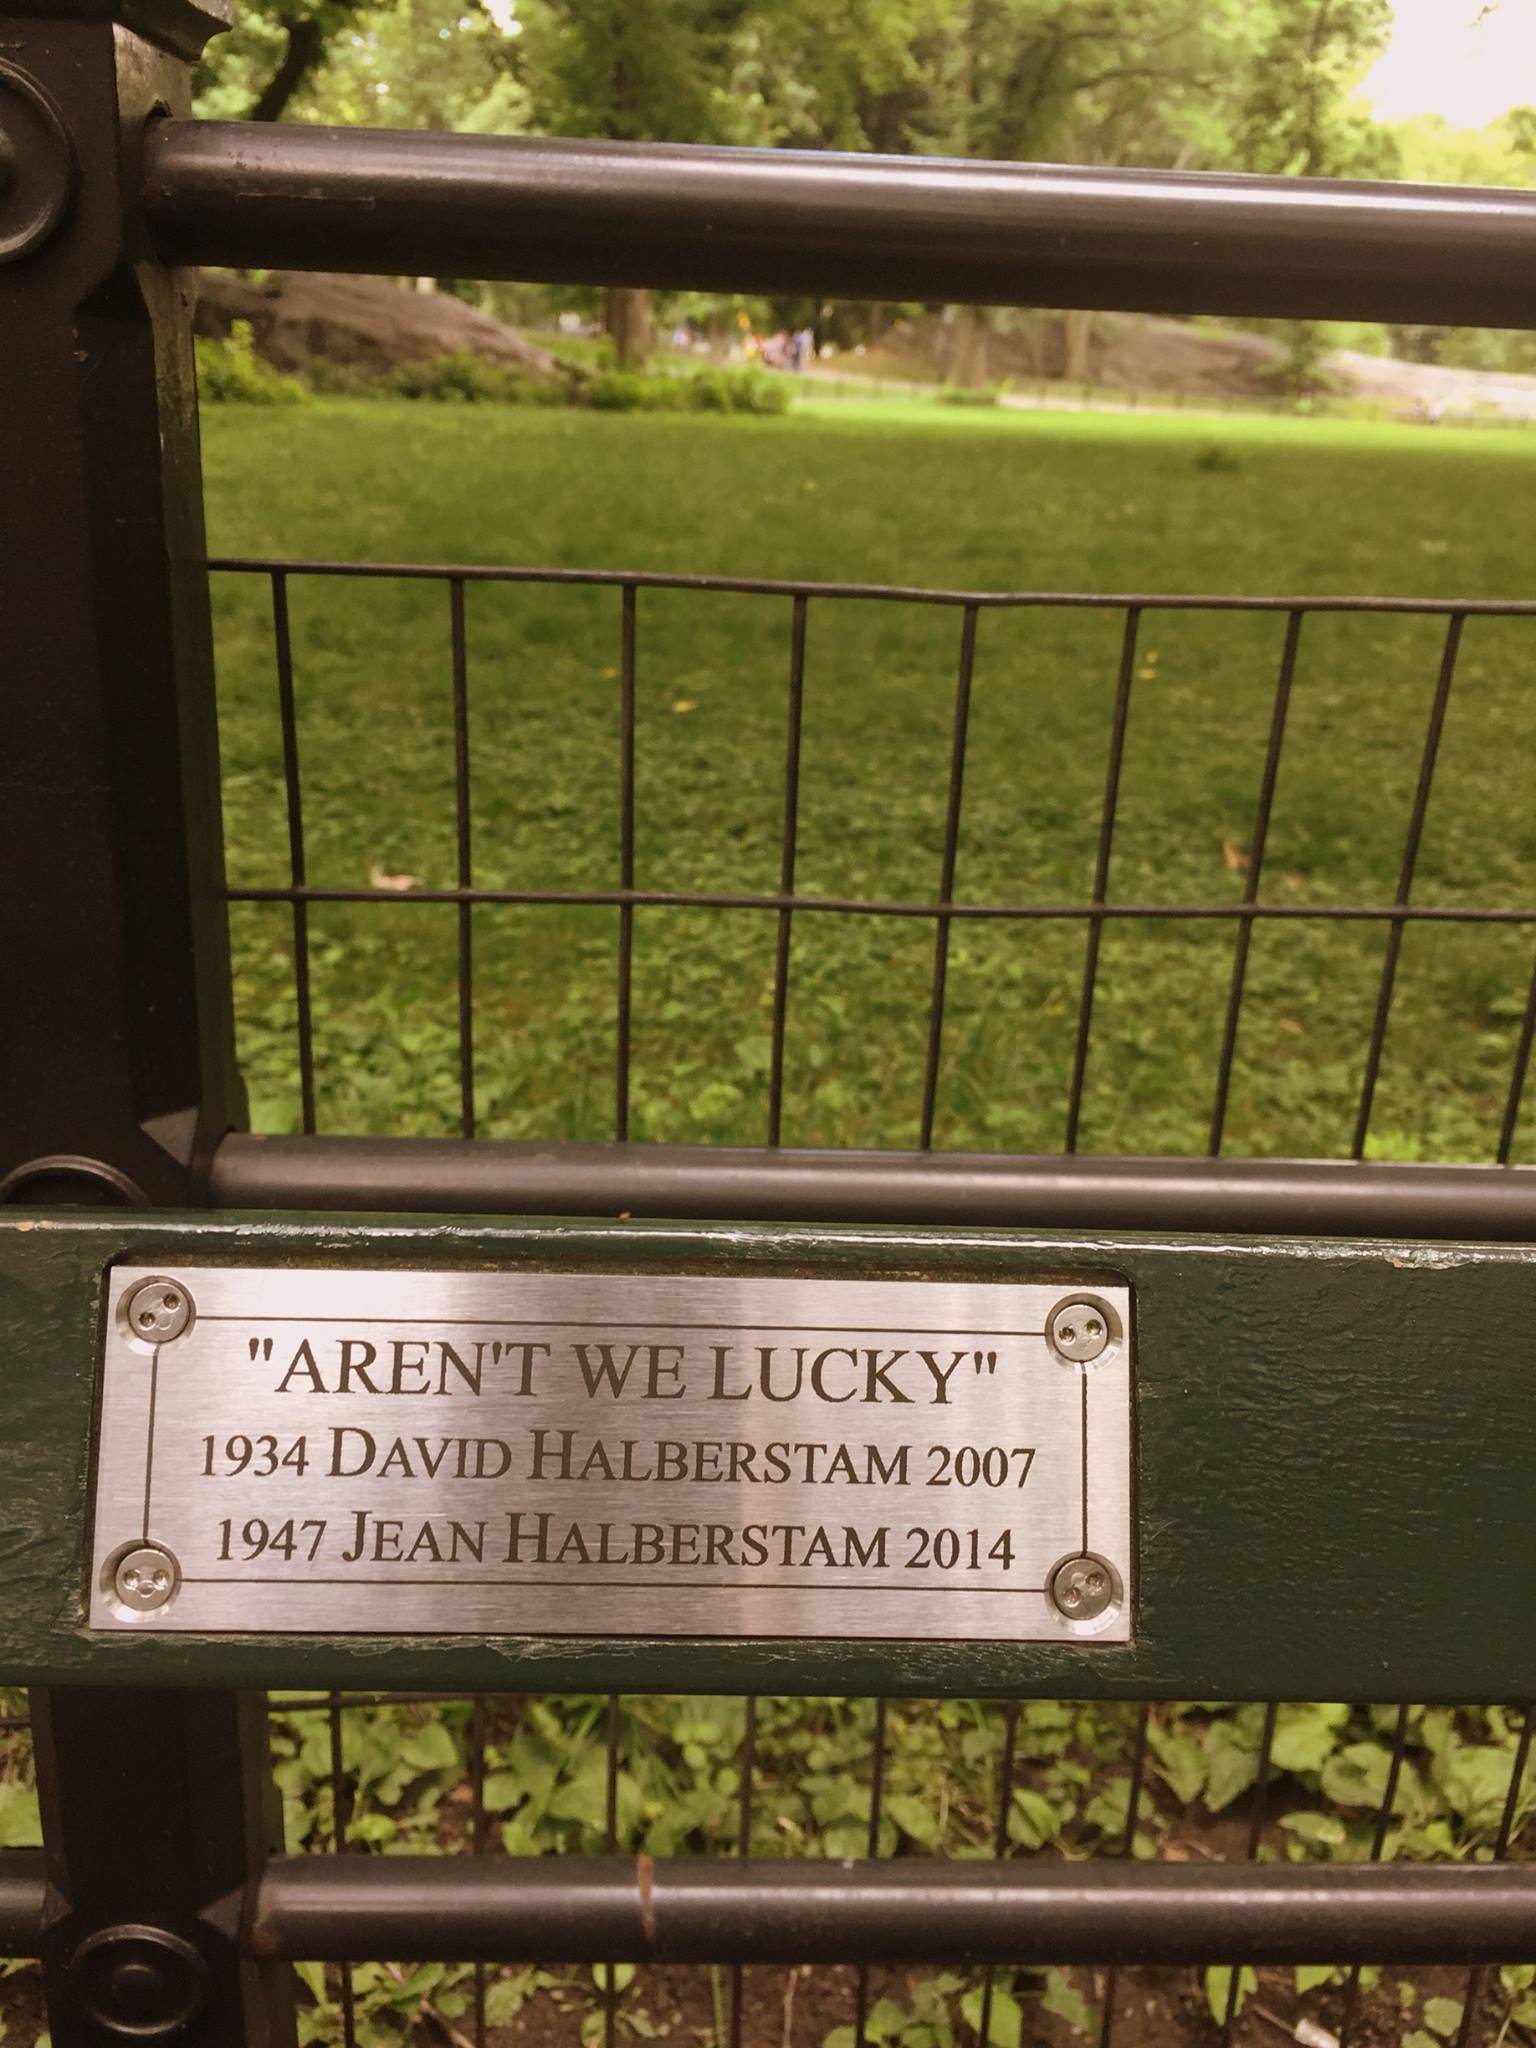 "AREN'T WE LUCKY"
1934 DAVID HALBERSTAM 2007
1947 JEAN HALBERSTAM 2014